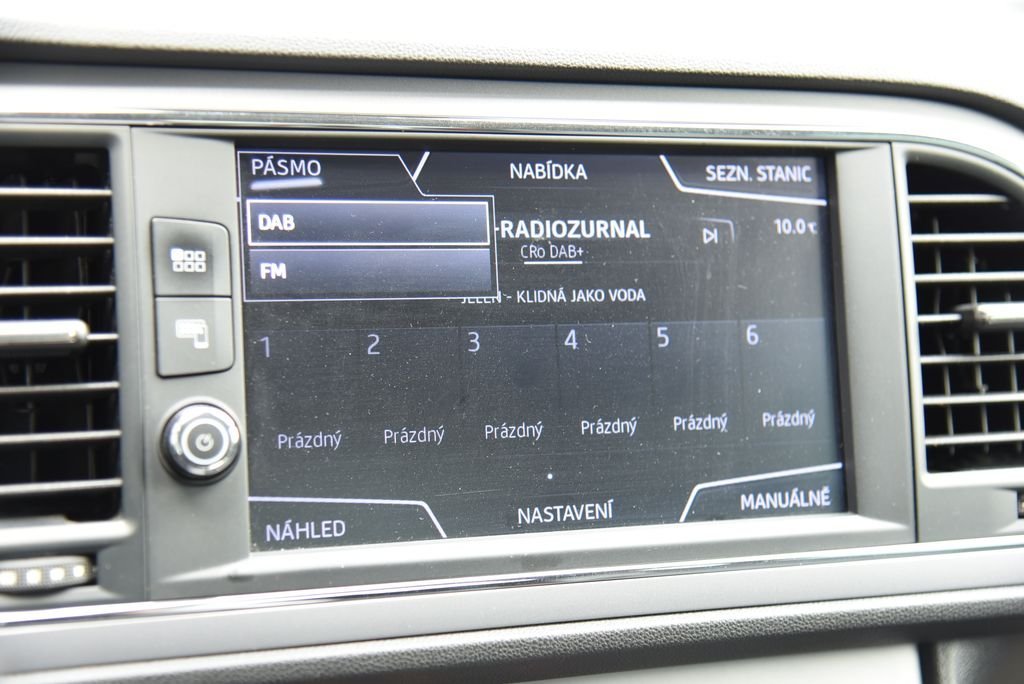 PÁSMO
NABÍDKA
SEZN. STANIC
DAB
FM
-RADIOZURNAL
10.0 °C
CRo DAB+
JELEN - KLIDNÁ JAKO VODA
1 2 3 4 5 6
Prázdný Prázdný Prázdný Prázdný Prázdný Prázdný
NÁHLED
NASTAVENÍ
MANUÁLNĚ